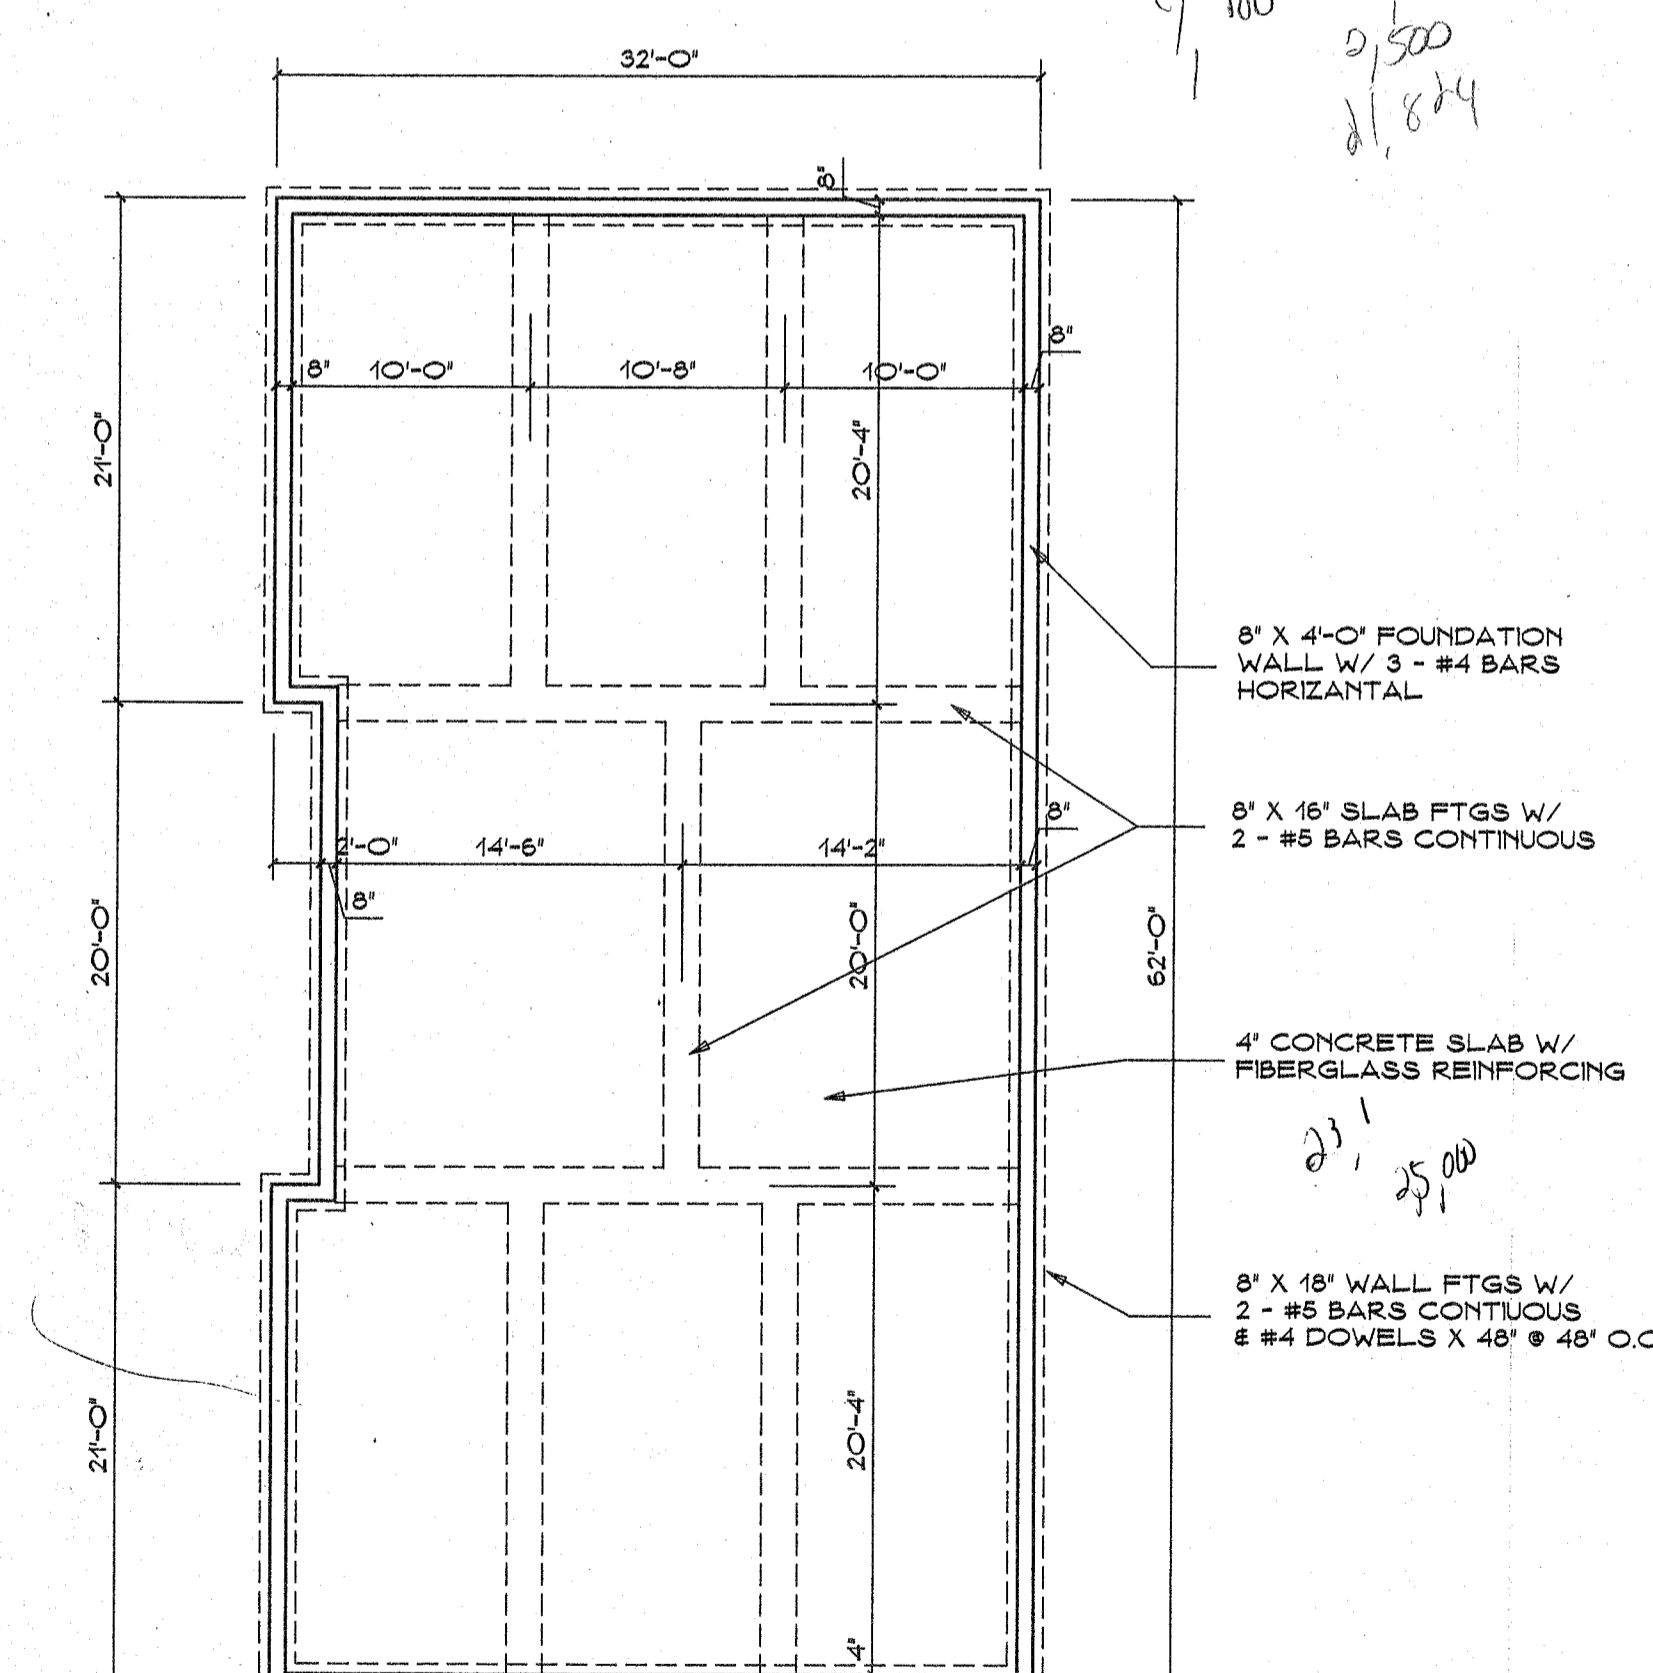 100
2,500
21,824
32'-0"
8"
8"
8" 10'-0" 10'-8" 10'-0"
21'-0"
20'-4"
8" X 4'-0" FOUNDATION
WALL W/ 3 - #4 BARS
HORIZANTAL
8"
8" X 16" SLAB FTGS W/
2 - #5 BARS CONTINUOUS
2'-0" 14'-6" 14'-2"
8"
20'-0"
20'-0"
62'-0"
4" CONCRETE SLAB W/
FIBERGLASS REINFORCING
25,000
8" X 18" WALL FTGS W/
2 - #5 BARS CONTIUOUS
& #4 DOWELS X 48" @ 48" O.C
21'-0"
20'-4"
4"